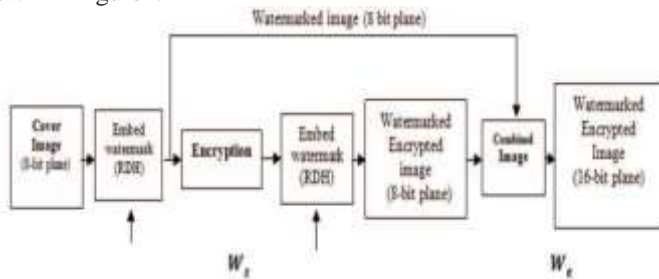 Watermarked image (8 bit plane)
Cover
Image
(8-bit plane)
Embed
watermark
(RDH)
Encryption
Embed
watermark
(RDH)
Watermarked
Encrypted
image
(8-bit plane)
Combined
Image
Watermarked
Encrypted
Image
(16-bit plane)